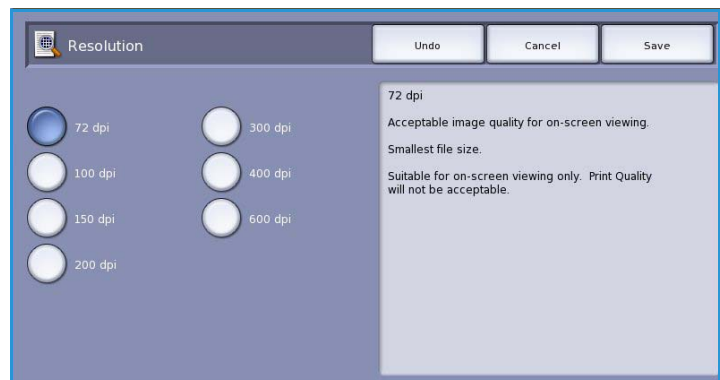 Resolution
Undo
Cancel
Save
72 dpi
100 dpi
150 dpi
200 dpi
300 dpi
400 dpi
600 dpi
72 dpi
Acceptable image quality for on-screen viewing.
Smallest file size.
Suitable for on-screen viewing only. Print Quality
will not be acceptable.